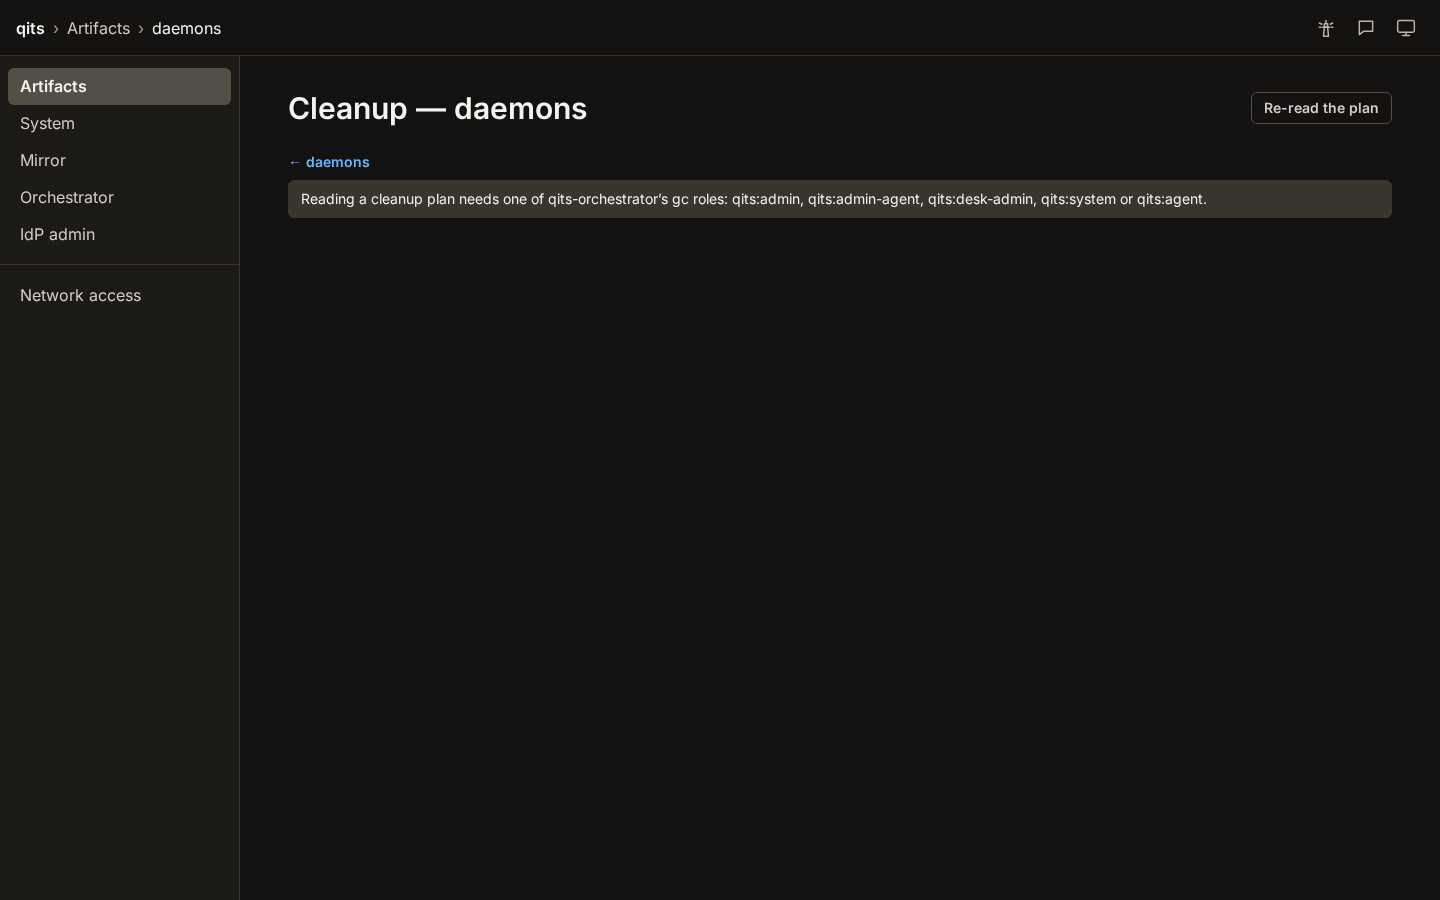 qits › Artifacts › daemons
Artifacts
System
Mirror
Orchestrator
IdP admin
Network access
Cleanup — daemons
Re-read the plan
← daemons
Reading a cleanup plan needs one of qits-orchestrator’s gc roles: qits:admin, qits:admin-agent, qits:desk-admin, qits:system or qits:agent.